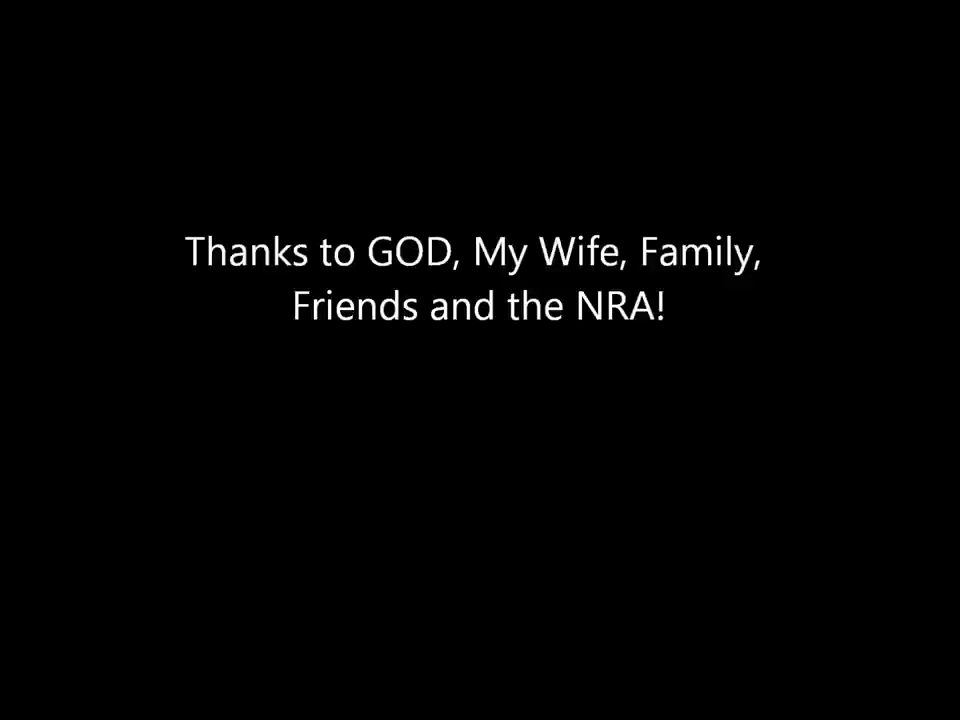 Thanks to GOD, My Wife, Family,
Friends and the NRA!